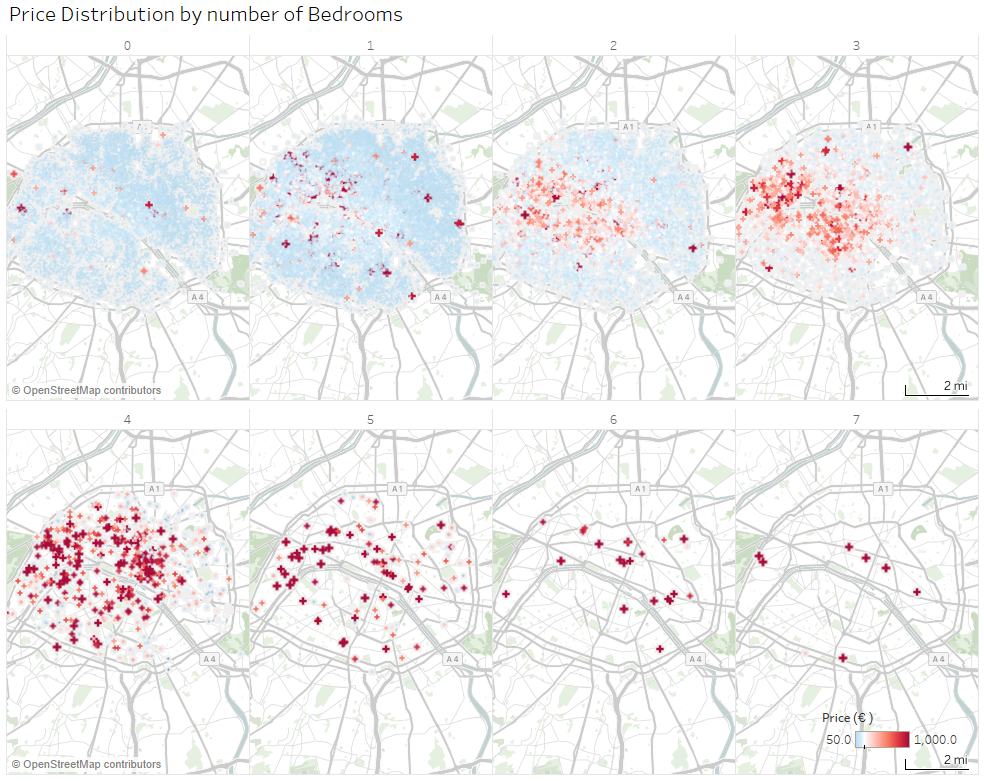 Price Distribution by number of Bedrooms
0 1 2 3
A1 A1
A4 A4 A4 A4
© OpenStreetMap contributors
2 mi
4 5 6 7
A1 A1 A1 A1
A4 A4 A4 A4
Price (€ )
50.0 1,000.0
© OpenStreetMap contributors
2 mi